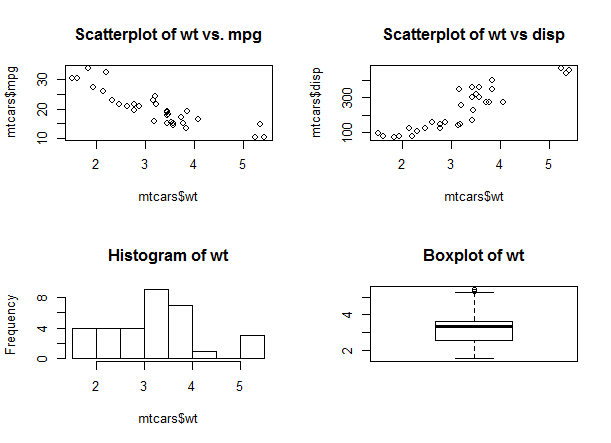 Scatterplot of wt vs. mpg
mtcars$mpg
10 20 30
2 3 4 5
mtcars$wt
Scatterplot of wt vs disp
mtcars$disp
100 300
2 3 4 5
mtcars$wt
Histogram of wt
Frequency
0 4 8
2 3 4 5
mtcars$wt
Boxplot of wt
2 4